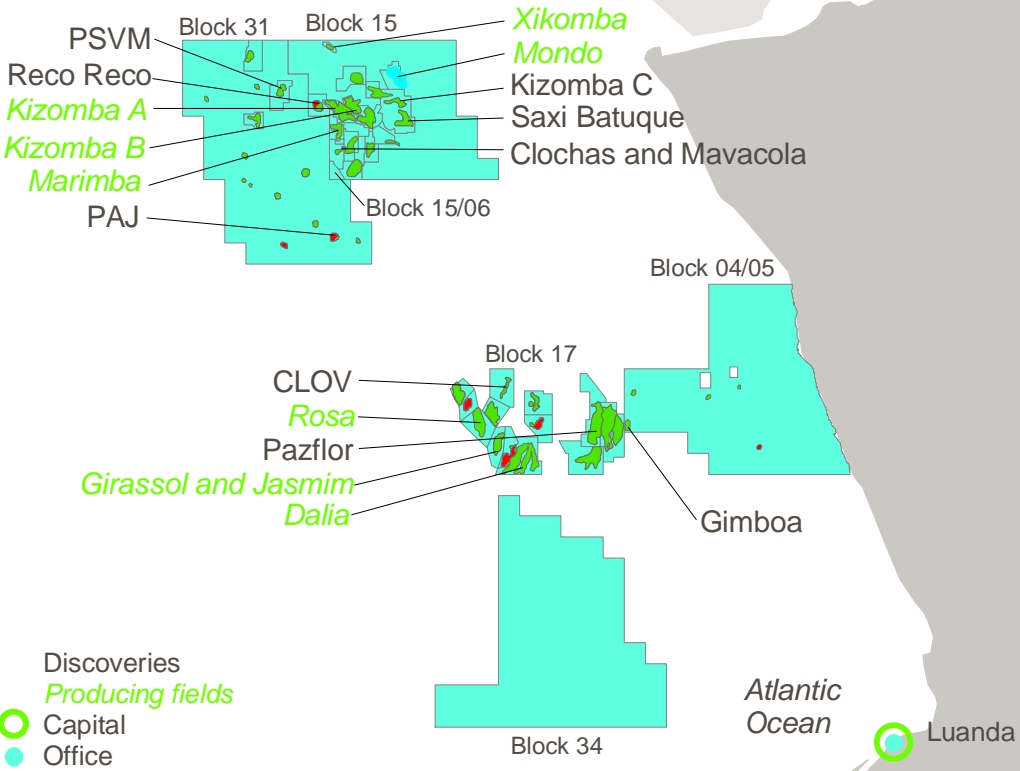 Block 31
Block 15
Xikomba
PSVM
Mondo
Reco Reco
Kizomba C
Kizomba A
Saxi Batuque
Kizomba B
Clochas and Mavacola
Marimba
PAJ
Block 15/06
Block 04/05
Block 17
CLOV
Rosa
Pazflor
Girassol and Jasmim
Dalia
Gimboa
Discoveries
Producing fields
Capital
Office
Atlantic
Ocean
Luanda
Block 34